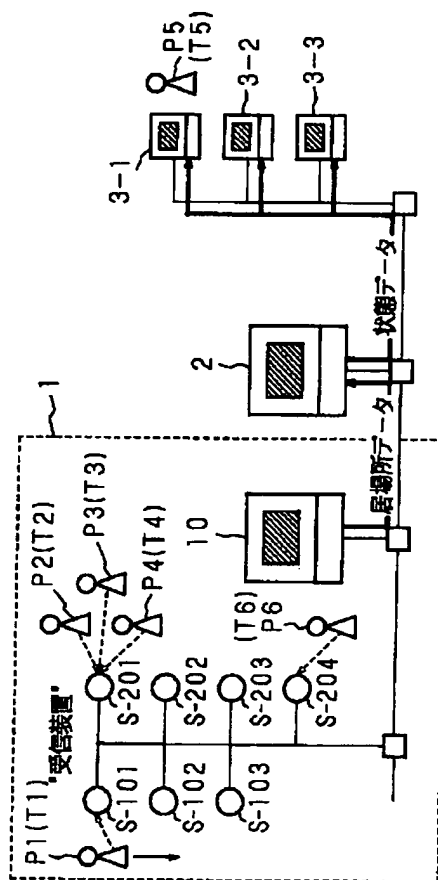 1
P1(T1)
"受信装置"
P2(T2)
P3(T3)
P4(T4)
S-101
S-201
S-102
S-202
S-103
S-203
S-204
(T6)
P6
10
居場所データ
2
状態データ
3-1
P5
(T5)
3-2
3-3